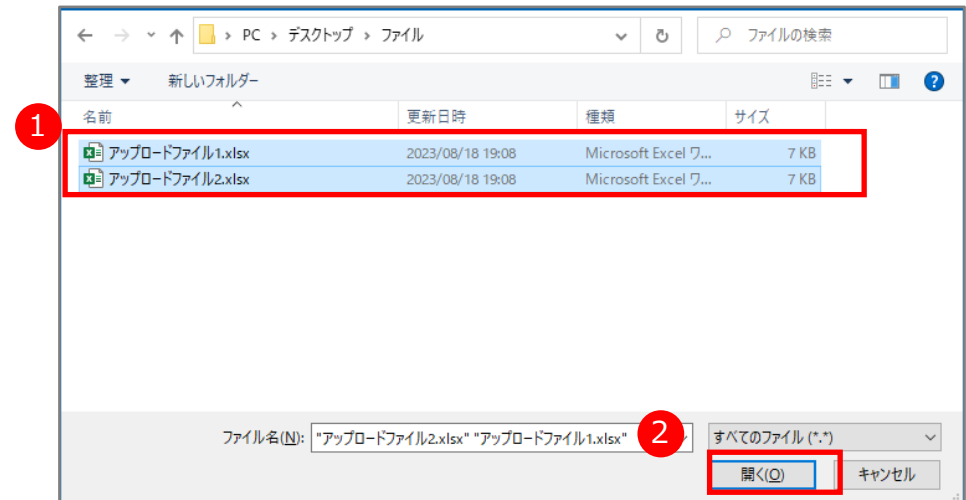 PC › デスクトップ › ファイル ファイルの検索
整理 新しいフォルダー ?
名前 更新日時 種類 サイズ
1
アップロードファイル1.xlsx 2023/08/18 19:08 Microsoft Excel ワ... 7 KB
アップロードファイル2.xlsx 2023/08/18 19:08 Microsoft Excel ワ... 7 KB
ファイル名(N): "アップロードファイル2.xlsx" "アップロードファイル1.xlsx" 2 すべてのファイル (*.*)
開く(O) キャンセル